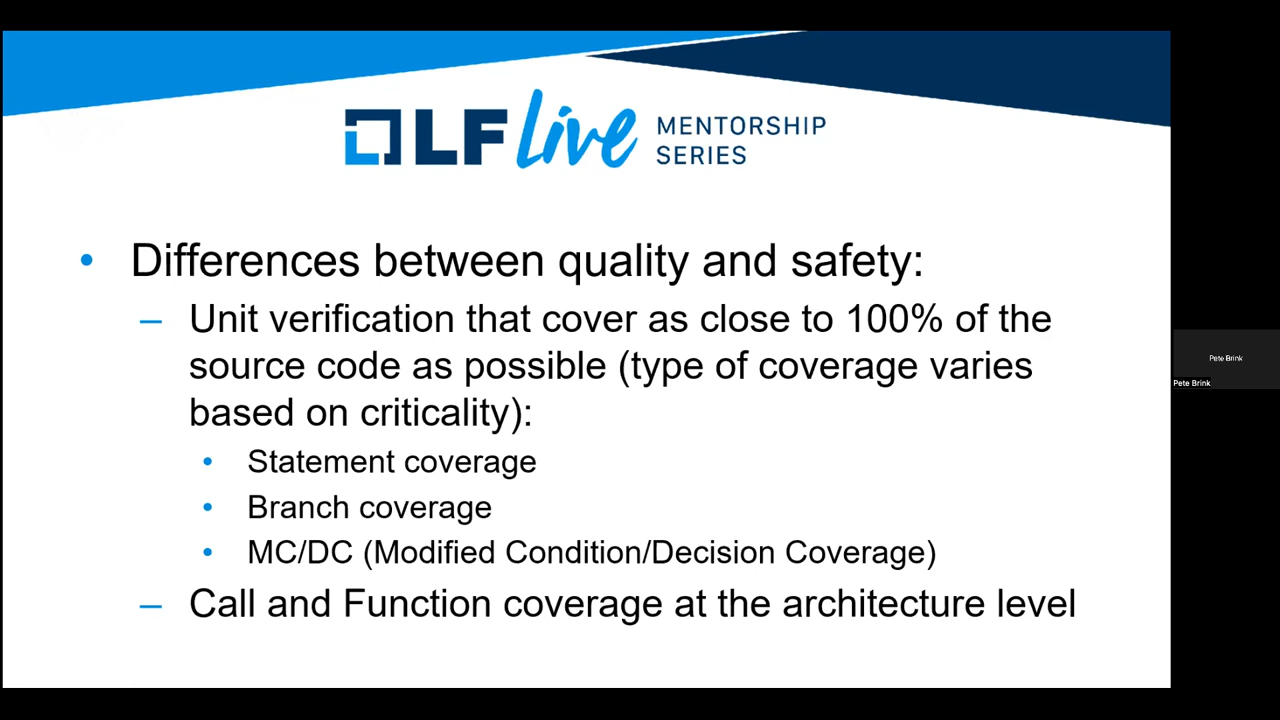 LF Live MENTORSHIP
SERIES
• Differences between quality and safety:
– Unit verification that cover as close to 100% of the
source code as possible (type of coverage varies
based on criticality):
• Statement coverage
• Branch coverage
• MC/DC (Modified Condition/Decision Coverage)
– Call and Function coverage at the architecture level
Pete Brink
Pete Brink